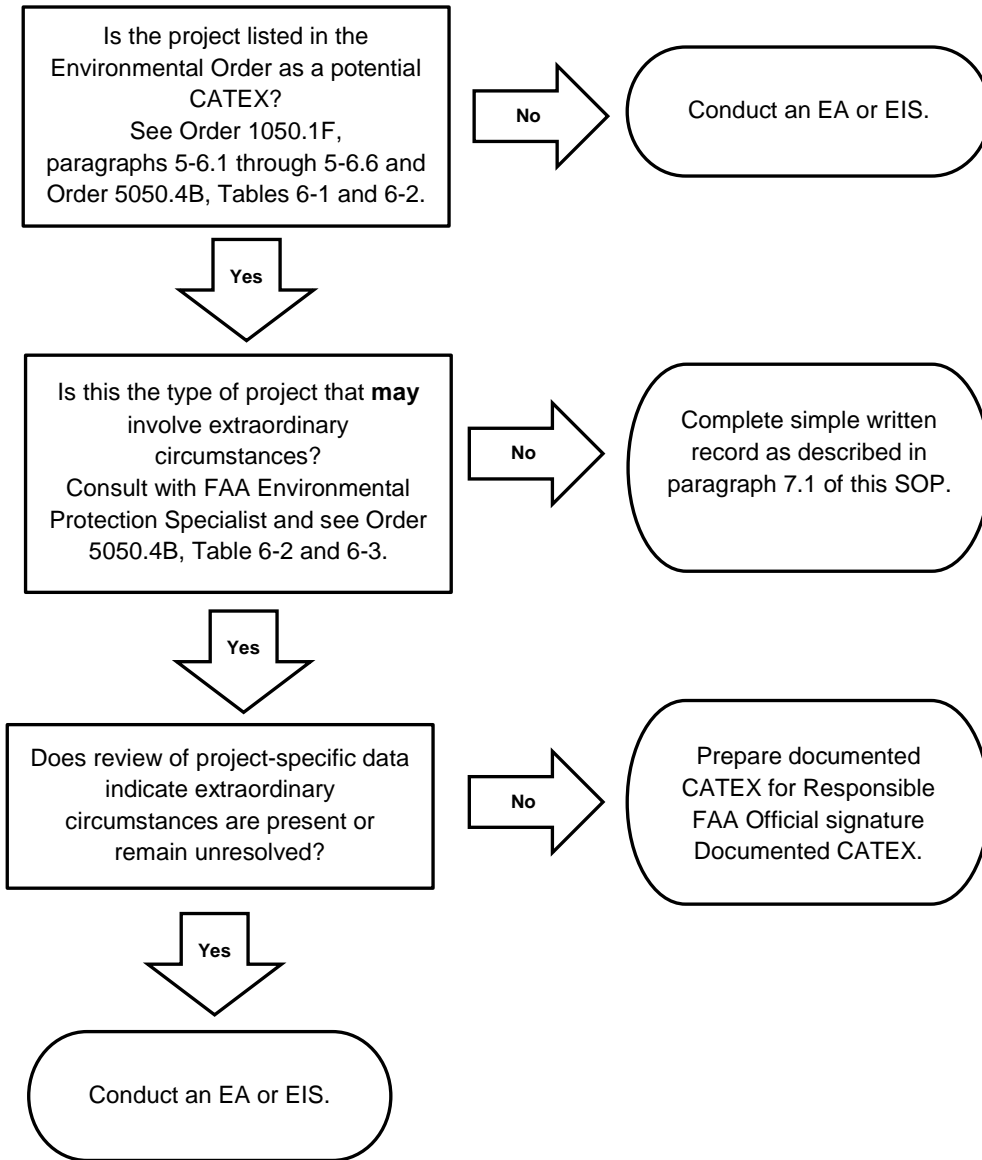 Is the project listed in the
Environmental Order as a potential
CATEX?
See Order 1050.1F,
paragraphs 5-6.1 through 5-6.6 and
Order 5050.4B, Tables 6-1 and 6-2.
No
Conduct an EA or EIS.
Yes
Is this the type of project that may
involve extraordinary
circumstances?
Consult with FAA Environmental
Protection Specialist and see Order
5050.4B, Table 6-2 and 6-3.
No
Complete simple written
record as described in
paragraph 7.1 of this SOP.
Yes
Does review of project-specific data
indicate extraordinary
circumstances are present or
remain unresolved?
No
Prepare documented
CATEX for Responsible
FAA Official signature
Documented CATEX.
Yes
Conduct an EA or EIS.